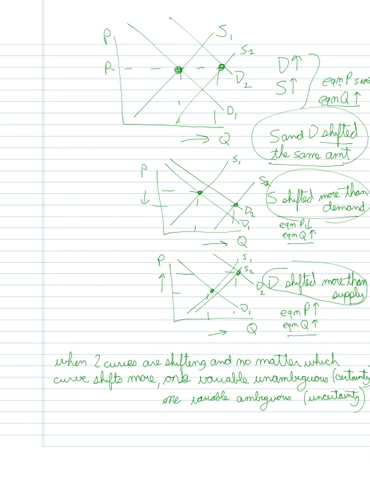 P S₁
S₂
D↑
P
S↑
eqm P same
D₂
eqm Q↑
D₁
→ Q
S and D shifted
the same amt
S₁
P
S₂
S shifted more than
demand
↓
D₂
D₁
eqm P↓
eqm Q↑
→ Q
S₁
P
S₂
D₂
D shifted more than
supply
↑
eqm P↑
D₁
eqm Q↑
→ Q
when 2 curves are shifting and no matter which
curve shifts more, one variable unambiguous (certainty)
one variable ambiguous (uncertainty)